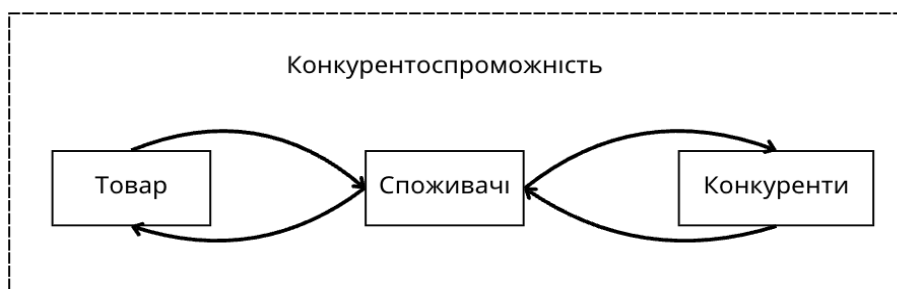 Конкурентоспроможність
Товар
Споживачі
Конкуренти